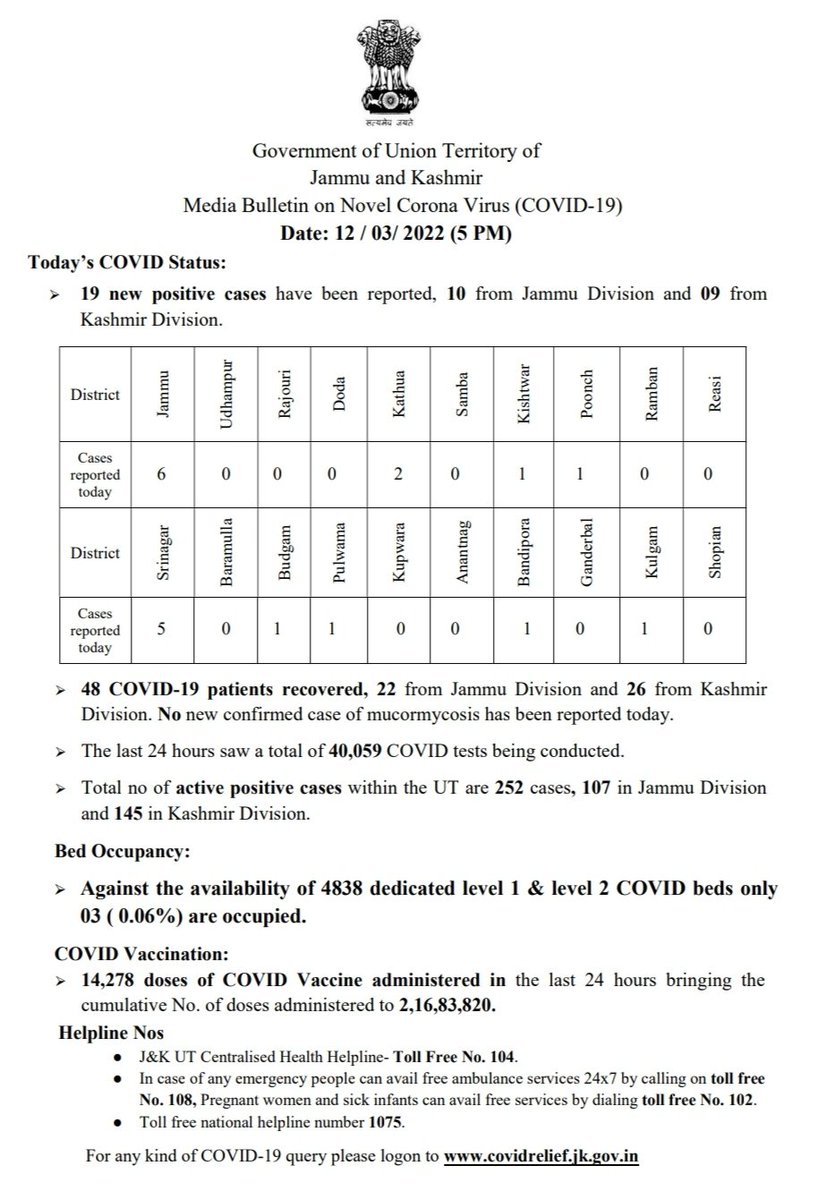 सत्यमेव जयते
Government of Union Territory of
Jammu and Kashmir
Media Bulletin on Novel Corona Virus (COVID-19)
Date: 12 / 03/ 2022 (5 PM)
Today’s COVID Status:
➢ 19 new positive cases have been reported, 10 from Jammu Division and 09 from
Kashmir Division.
District Jammu Udhampur Rajouri Doda Kathua Samba Kishtwar Poonch Ramban Reasi
Cases
reported
today 6 0 0 0 2 0 1 1 0 0
District Srinagar Baramulla Budgam Pulwama Kupwara Anantnag Bandipora Ganderbal Kulgam Shopian
Cases
reported
today 5 0 1 1 0 0 1 0 1 0
➢ 48 COVID-19 patients recovered, 22 from Jammu Division and 26 from Kashmir
Division. No new confirmed case of mucormycosis has been reported today.
➢ The last 24 hours saw a total of 40,059 COVID tests being conducted.
➢ Total no of active positive cases within the UT are 252 cases, 107 in Jammu Division
and 145 in Kashmir Division.
Bed Occupancy:
➢ Against the availability of 4838 dedicated level 1 & level 2 COVID beds only
03 ( 0.06%) are occupied.
COVID Vaccination:
➢ 14,278 doses of COVID Vaccine administered in the last 24 hours bringing the
cumulative No. of doses administered to 2,16,83,820.
Helpline Nos
● J&K UT Centralised Health Helpline- Toll Free No. 104.
● In case of any emergency people can avail free ambulance services 24x7 by calling on toll free
No. 108, Pregnant women and sick infants can avail free services by dialing toll free No. 102.
● Toll free national helpline number 1075.
For any kind of COVID-19 query please logon to www.covidrelief.jk.gov.in